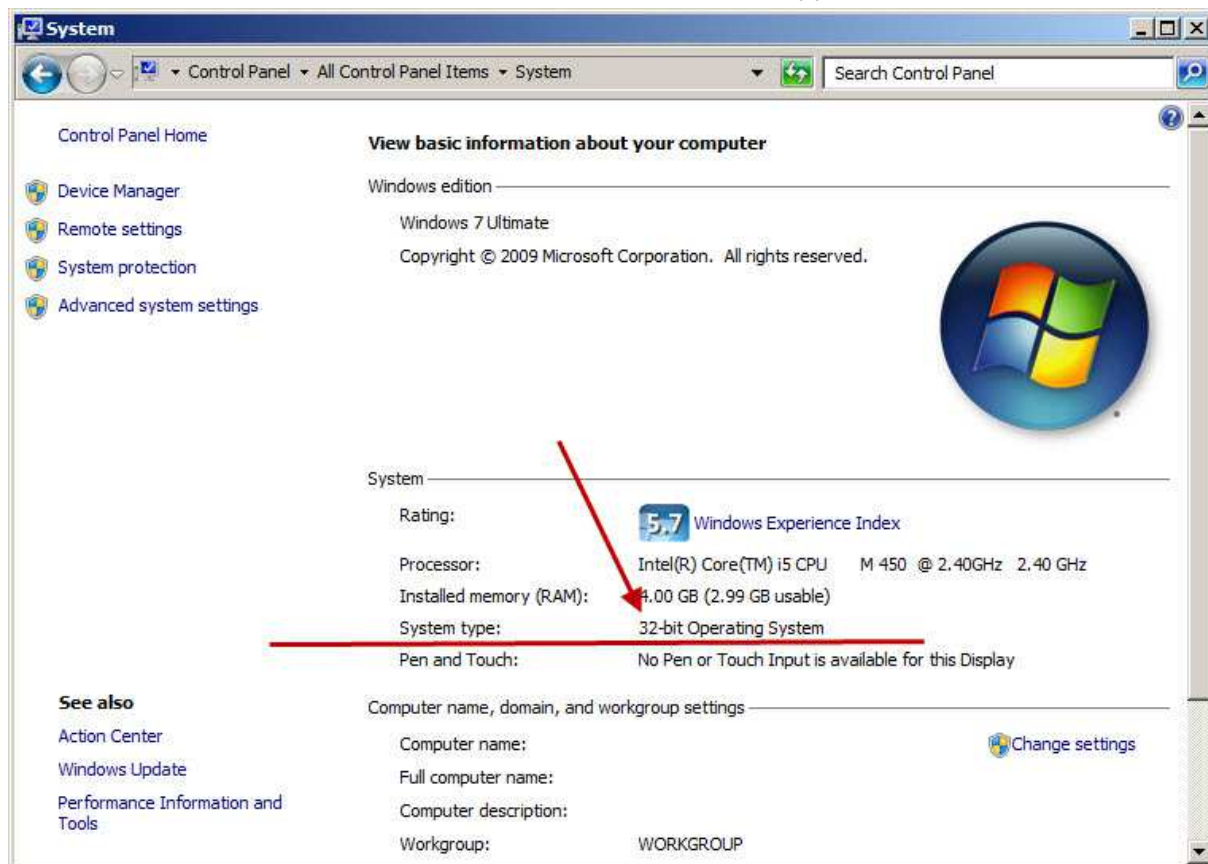 System
Control Panel All Control Panel Items System
Search Control Panel
Control Panel Home
Device Manager
Remote settings
System protection
Advanced system settings
View basic information about your computer
Windows edition
Windows 7 Ultimate
Copyright © 2009 Microsoft Corporation. All rights reserved.
System
Rating:
5.7 Windows Experience Index
Processor: Intel(R) Core(TM) i5 CPU M 450 @ 2.40GHz 2.40 GHz
Installed memory (RAM): 4.00 GB (2.99 GB usable)
System type: 32-bit Operating System
Pen and Touch: No Pen or Touch Input is available for this Display
Computer name, domain, and workgroup settings
Computer name:
Change settings
Full computer name:
Computer description:
Workgroup: WORKGROUP
See also
Action Center
Windows Update
Performance Information and
Tools